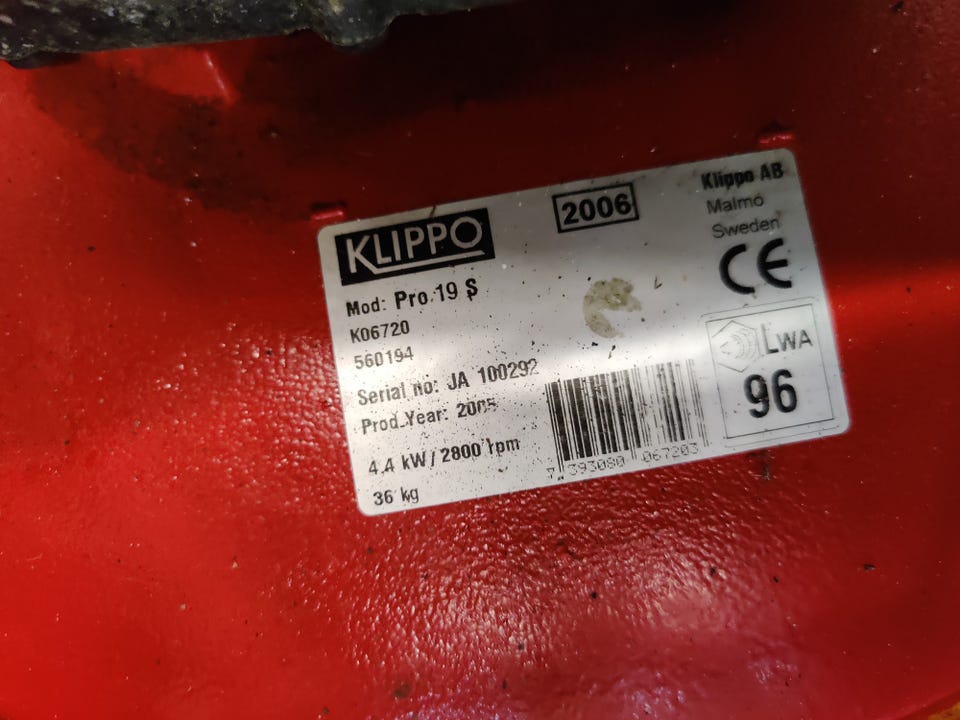 KLIPPO
2006
Klippo AB
Malmö
Sweden
CE
Mod: Pro 19 S
K06720
560194
Serial no: JA 100292
Prod.Year: 2005
4,4 kW / 2800 rpm
36 kg
7 393080 067203
LWA
96